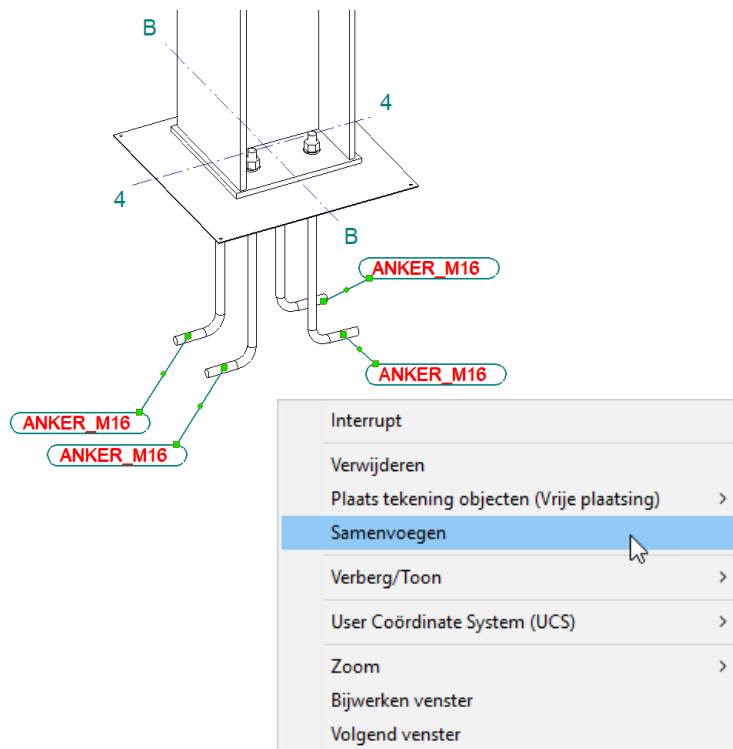 B
4
4
B
ANKER_M16
ANKER_M16
ANKER_M16
ANKER_M16
Interrupt
Verwijderen
Plaats tekening objecten (Vrije plaatsing)
Samenvoegen
Verberg/Toon
User Coördinate System (UCS)
Zoom
Bijwerken venster
Volgend venster